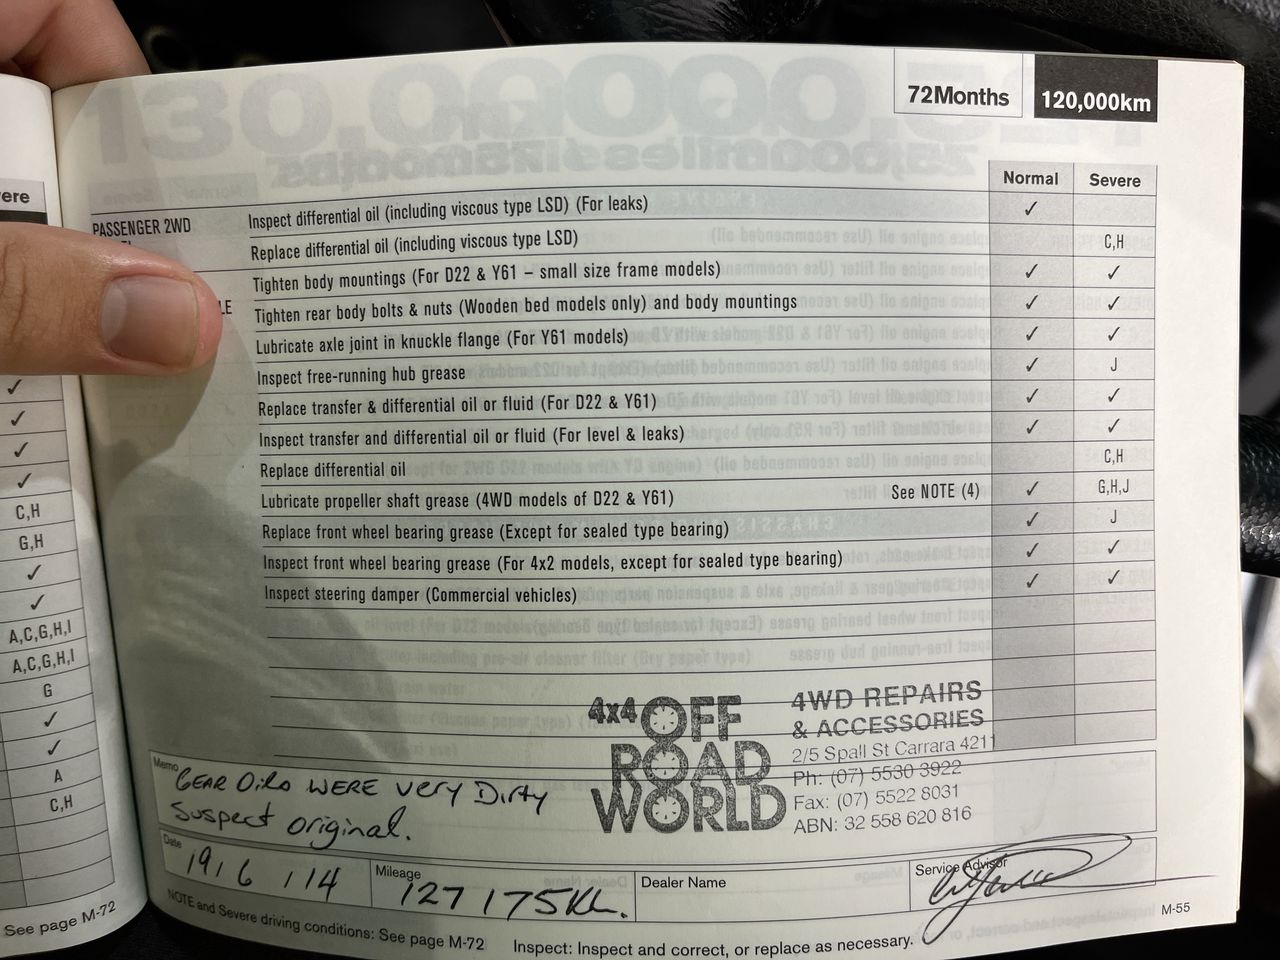 72Months 120,000km
Normal Severe
PASSENGER 2WD
Inspect differential oil (including viscous type LSD) (For leaks) ✓
Replace differential oil (including viscous type LSD) C,H
Tighten body mountings (For D22 & Y61 – small size frame models) ✓ ✓
LE
Tighten rear body bolts & nuts (Wooden bed models only) and body mountings ✓ ✓
Lubricate axle joint in knuckle flange (For Y61 models) ✓ ✓
Inspect free-running hub grease ✓ J
Replace transfer & differential oil or fluid (For D22 & Y61) ✓ ✓
Inspect transfer and differential oil or fluid (For level & leaks) ✓ ✓
Replace differential oil C,H
Lubricate propeller shaft grease (4WD models of D22 & Y61) See NOTE (4) ✓ G,H,J
Replace front wheel bearing grease (Except for sealed type bearing) ✓ J
Inspect front wheel bearing grease (For 4x2 models, except for sealed type bearing) ✓ ✓
Inspect steering damper (Commercial vehicles) ✓ ✓
4x4 OFF
ROAD
WORLD
4WD REPAIRS
& ACCESSORIES
2/5 Spall St Carrara 4211
Ph: (07) 5530 3922
Fax: (07) 5522 8031
ABN: 32 558 620 816
Memo
GEAR OILS WERE very Dirty
suspect original.
Date 19/6/14
Mileage 127175KM.
Dealer Name
Service Advisor
NOTE and Severe driving conditions: See page M-72
Inspect: Inspect and correct, or replace as necessary.
M-55
ere
✓
✓
✓
✓
C,H
G,H
✓
✓
A,C,G,H,I
A,C,G,H,I
G
✓
✓
A
C,H
See page M-72